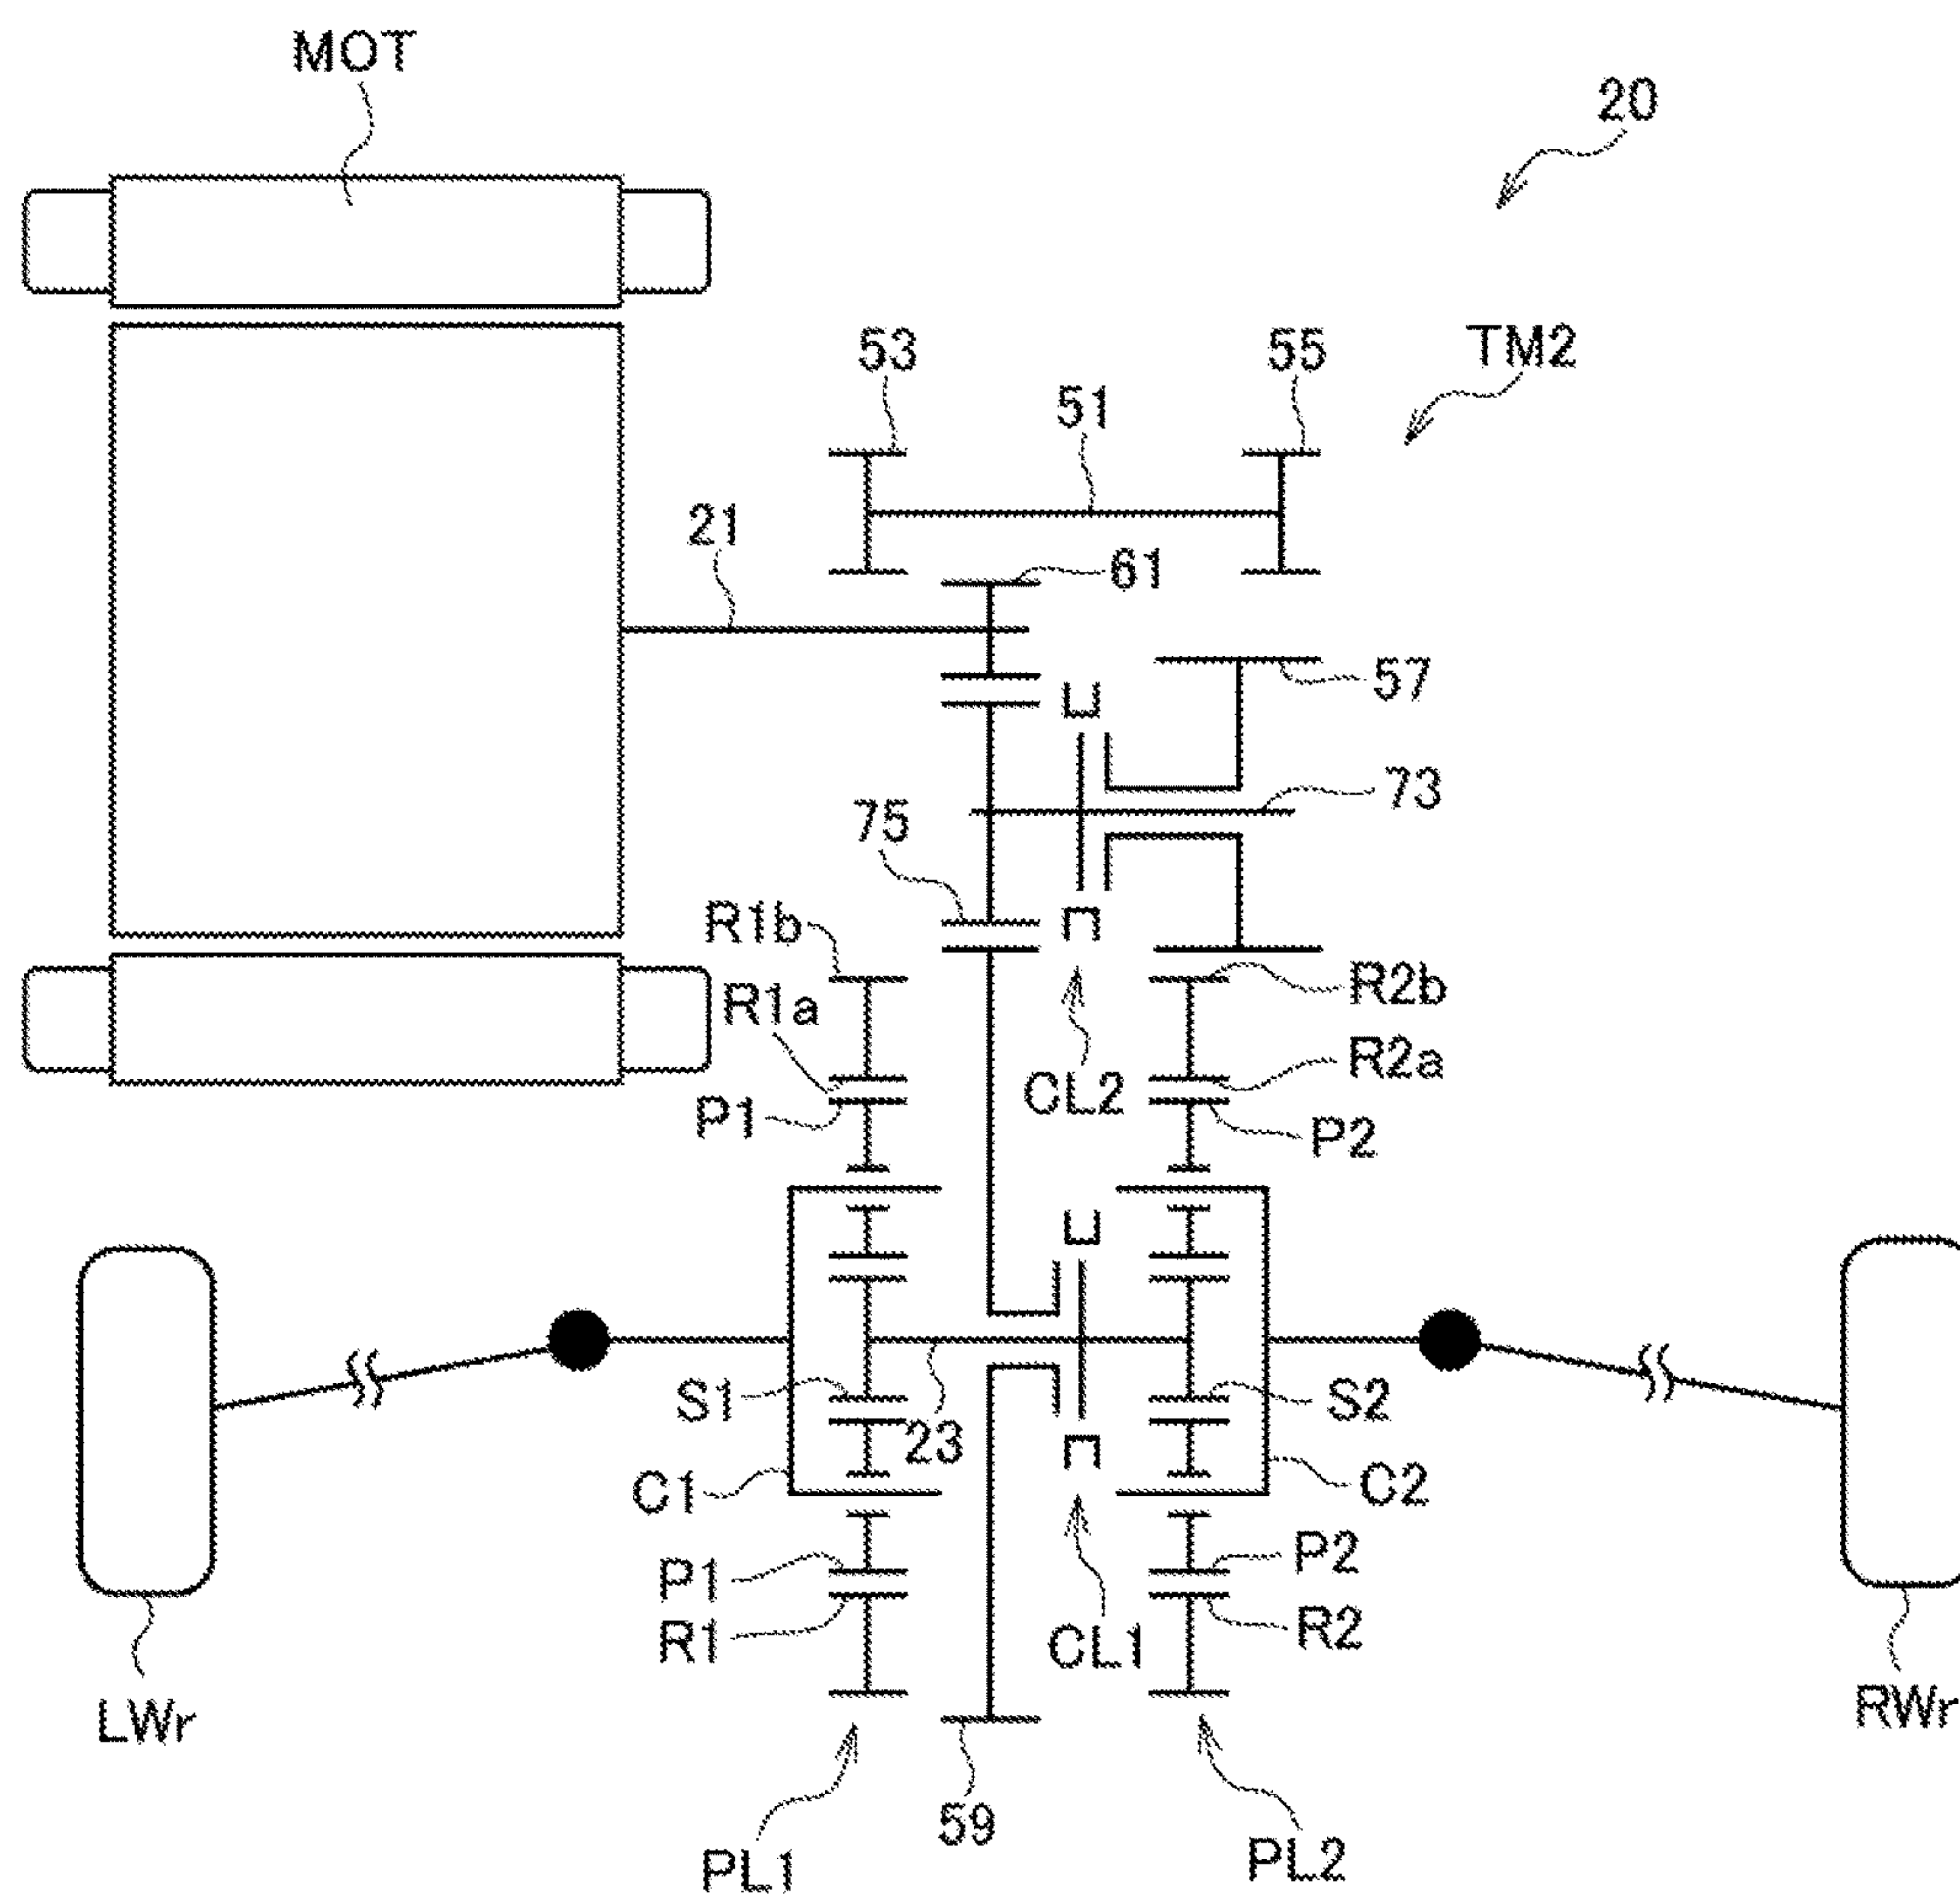 MOT
20
53
55
TM2
51
21
61
57
73
75
R1b
R2b
R1a
R2a
CL2
P1
P2
S1
S2
23
C1
C2
P1
P2
R1
R2
CL1
LWr
RWr
59
PL1
PL2